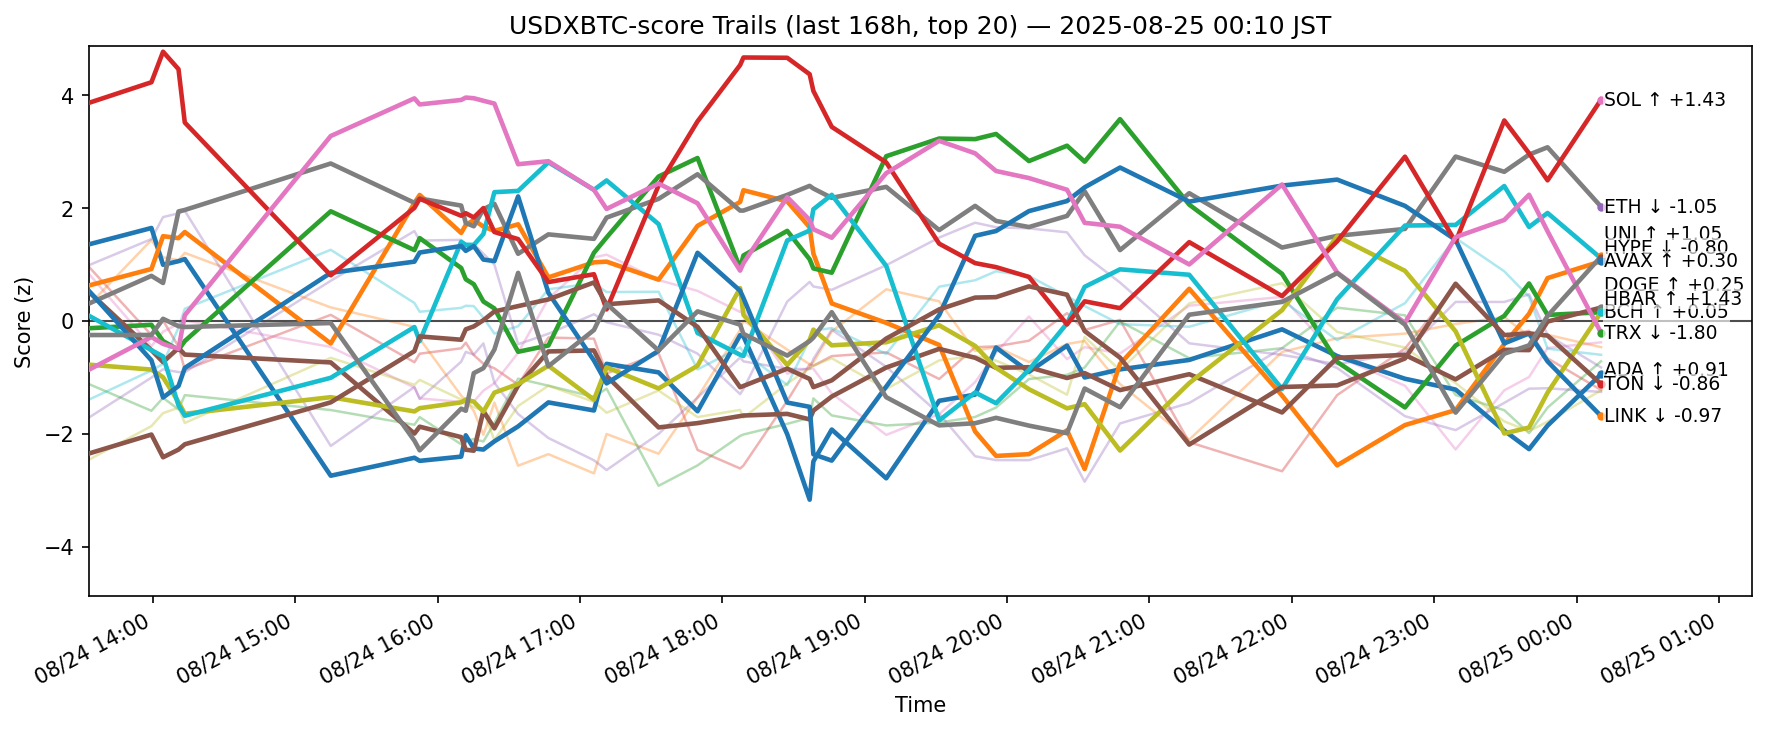 USDXBTC-score Trails (last 168h, top 20) — 2025-08-25 00:10 JST
Score (z)
4
2
0
−2
−4
SOL ↑ +1.43
ETH ↓ -1.05
UNI ↑ +1.05
HYPE ↓ -0.80
AVAX ↑ +0.30
DOGE ↑ +0.25
HBAR ↑ +1.43
BCH ↑ +0.05
TRX ↓ -1.80
ADA ↑ +0.91
TON ↓ -0.86
LINK ↓ -0.97
08/24 14:00
08/24 15:00
08/24 16:00
08/24 17:00
08/24 18:00
08/24 19:00
08/24 20:00
08/24 21:00
08/24 22:00
08/24 23:00
08/25 00:00
08/25 01:00
Time